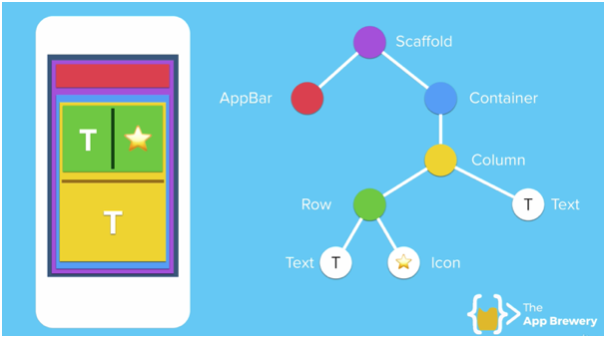 Scaffold
AppBar
Container
T
Column
T
Row
T Text
Text T
Icon
The
App Brewery